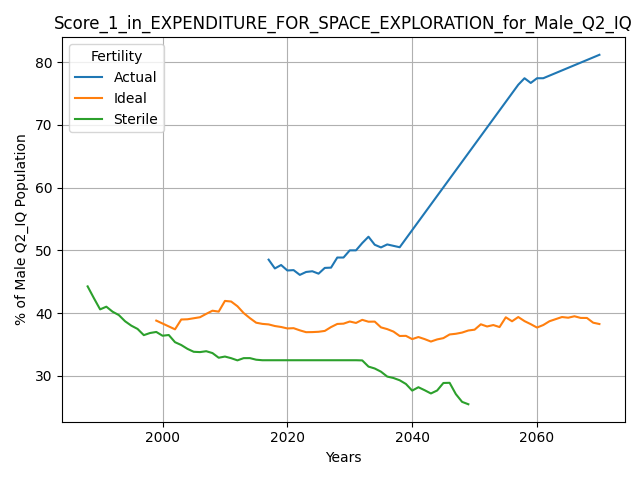 Score_1_in_EXPENDITURE_FOR_SPACE_EXPLORATION_for_Male_Q2_IQ
Fertility
Actual
Ideal
Sterile
% of Male Q2_IQ Population
80
70
60
50
40
30
2000
2020
2040
2060
Years